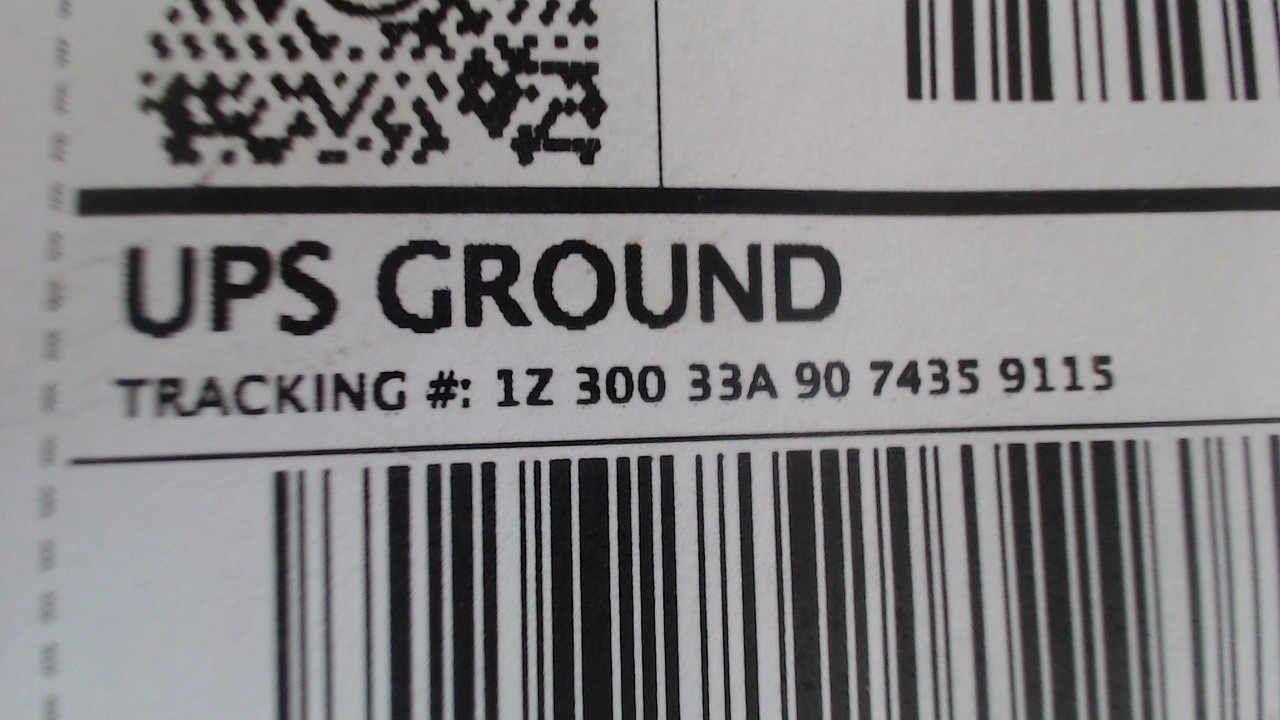 UPS GROUND
TRACKING #: 1Z 300 33A 90 7435 9115